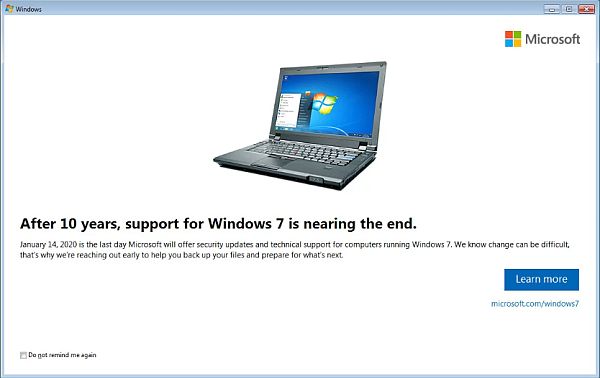 Windows
Microsoft
After 10 years, support for Windows 7 is nearing the end.
January 14, 2020 is the last day Microsoft will offer security updates and technical support for computers running Windows 7. We know change can be difficult,
that's why we're reaching out early to help you back up your files and prepare for what's next.
Learn more
microsoft.com/windows7
Do not remind me again